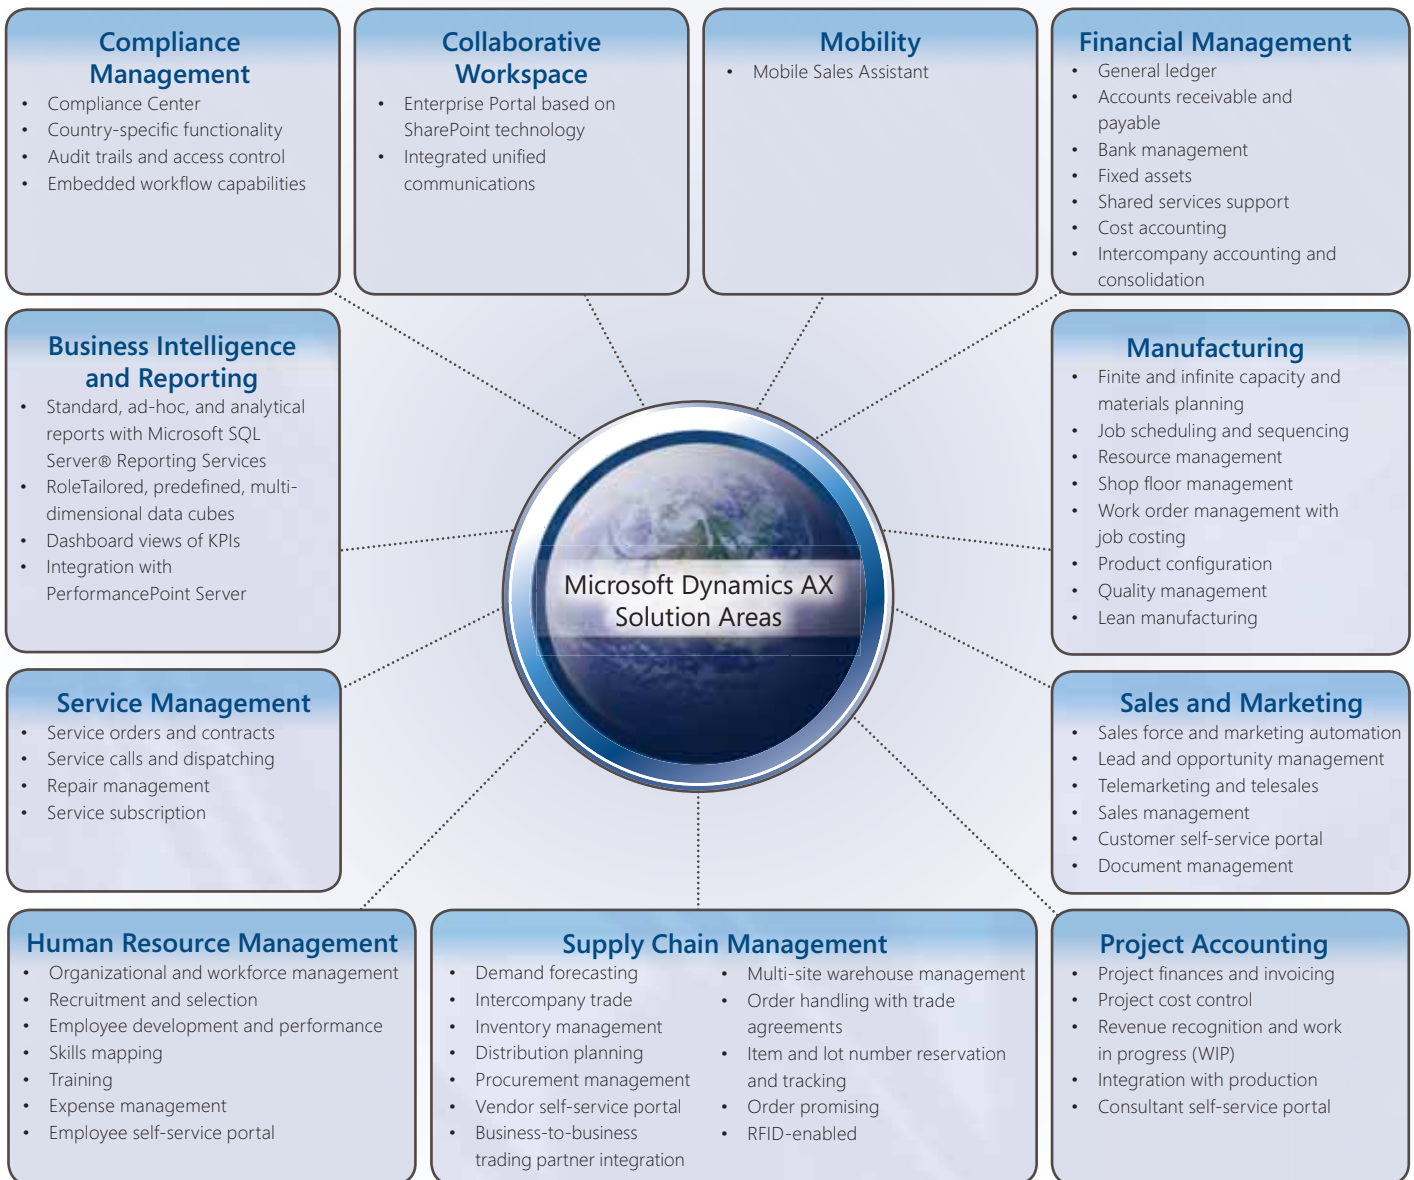 Compliance
Management
• Compliance Center
• Country-specific functionality
• Audit trails and access control
• Embedded workflow capabilities
Collaborative
Workspace
• Enterprise Portal based on
SharePoint technology
• Integrated unified
communications
Mobility
• Mobile Sales Assistant
Financial Management
• General ledger
• Accounts receivable and
payable
• Bank management
• Fixed assets
• Shared services support
• Cost accounting
• Intercompany accounting and
consolidation
Business Intelligence
and Reporting
• Standard, ad-hoc, and analytical
reports with Microsoft SQL
Server® Reporting Services
• RoleTailored, predefined, multi-
dimensional data cubes
• Dashboard views of KPIs
• Integration with
PerformancePoint Server
Microsoft Dynamics AX
Solution Areas
Manufacturing
• Finite and infinite capacity and
materials planning
• Job scheduling and sequencing
• Resource management
• Shop floor management
• Work order management with
job costing
• Product configuration
• Quality management
• Lean manufacturing
Service Management
• Service orders and contracts
• Service calls and dispatching
• Repair management
• Service subscription
Sales and Marketing
• Sales force and marketing automation
• Lead and opportunity management
• Telemarketing and telesales
• Sales management
• Customer self-service portal
• Document management
Human Resource Management
• Organizational and workforce management
• Recruitment and selection
• Employee development and performance
• Skills mapping
• Training
• Expense management
• Employee self-service portal
Supply Chain Management
• Demand forecasting
• Intercompany trade
• Inventory management
• Distribution planning
• Procurement management
• Vendor self-service portal
• Business-to-business
trading partner integration
• Multi-site warehouse management
• Order handling with trade
agreements
• Item and lot number reservation
and tracking
• Order promising
• RFID-enabled
Project Accounting
• Project finances and invoicing
• Project cost control
• Revenue recognition and work
in progress (WIP)
• Integration with production
• Consultant self-service portal